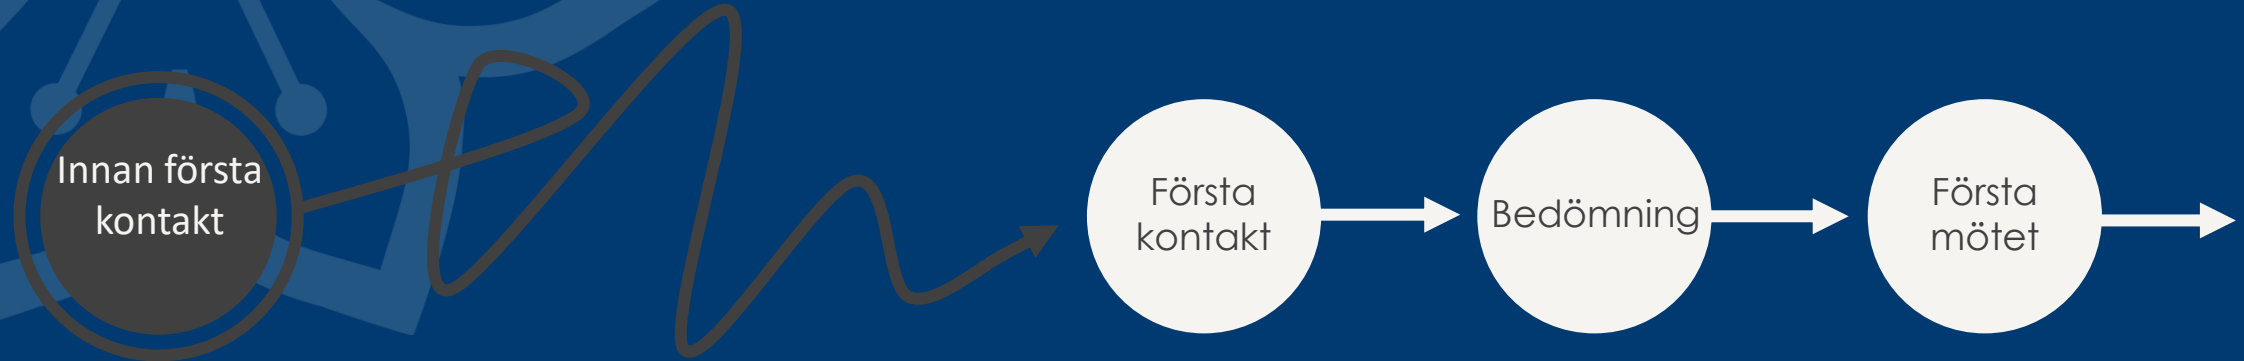 Innan första
kontakt
Första
kontakt
Bedömning
Första
mötet